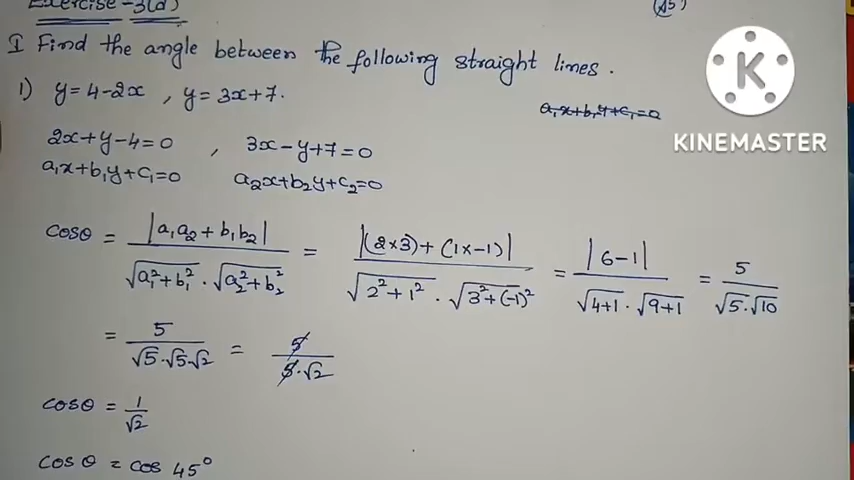 Exercise-3(d)
I Find the angle between the following straight lines.
1) y=4-2x , y=3x+7.
a₁x+b₁y+c₁=0
K
KINEMASTER
2x+y-4=0 , 3x-y+7=0
a₁x+b₁y+c₁=0 a₂x+b₂y+c₂=0
cosθ = |a₁a₂+b₁b₂| / √a₁²+b₁² . √a₂²+b₂² = |(2×3)+(1×-1)| / √2²+1² . √3²+(-1)² = |6-1| / √4+1 . √9+1 = 5 / √5.√10
= 5 / √5.√5.√2 = 5 / 5.√2
cosθ = 1/√2
cosθ = cos 45°